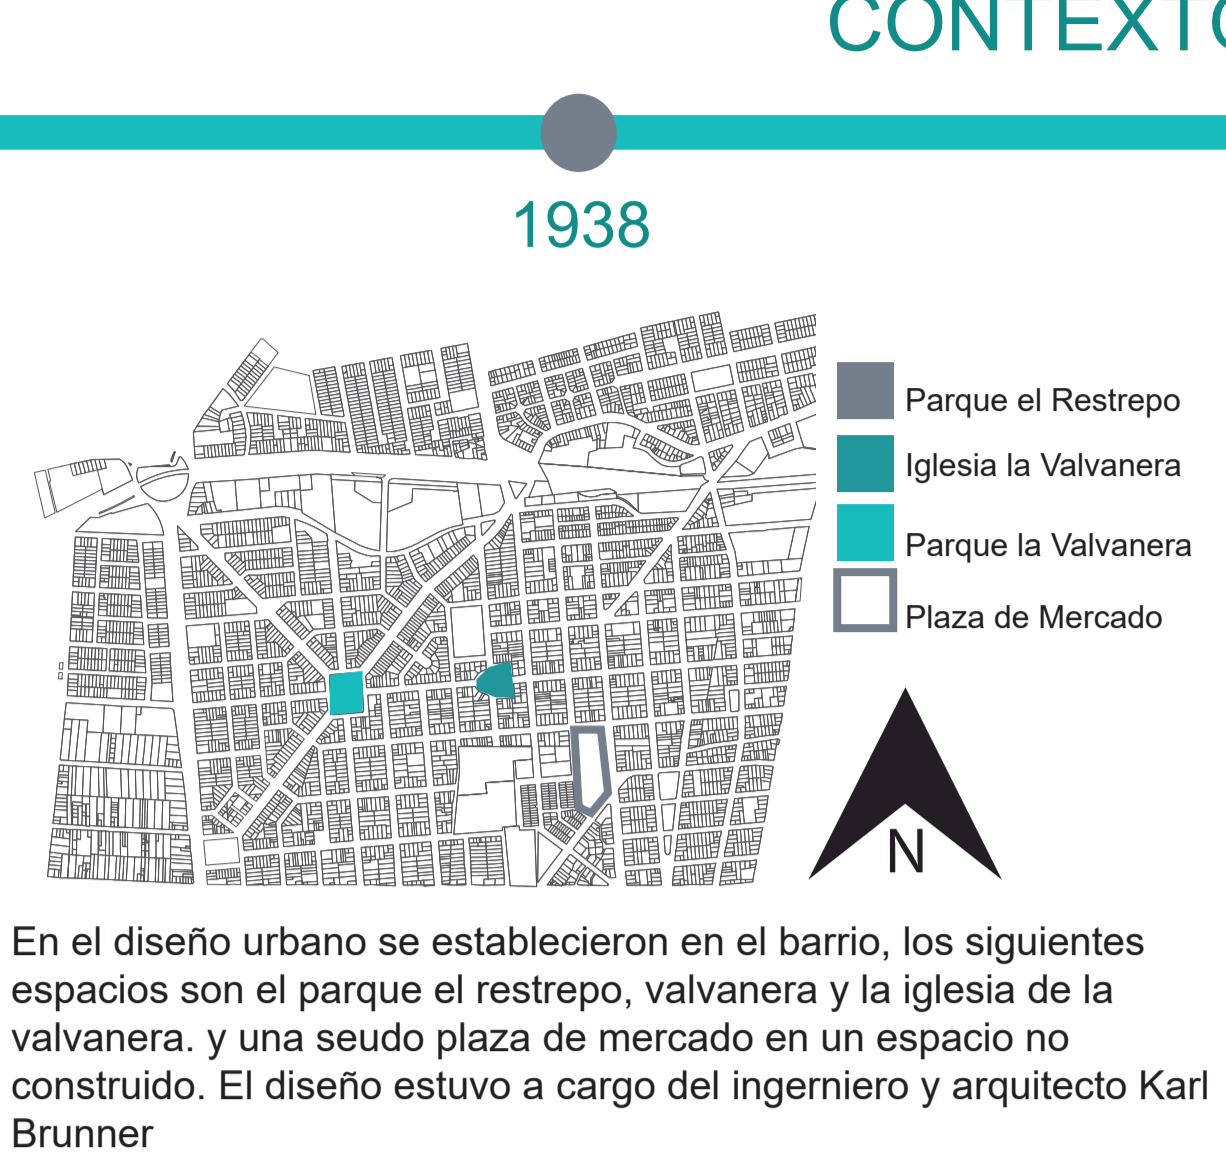 CONTEXTO
1938
Parque el Restrepo
Iglesia la Valvanera
Parque la Valvanera
Plaza de Mercado
N
En el diseño urbano se establecieron en el barrio, los siguientes
espacios son el parque el restrepo, valvanera y la iglesia de la
valvanera. y una seudo plaza de mercado en un espacio no
construido. El diseño estuvo a cargo del ingerniero y arquitecto Karl
Brunner